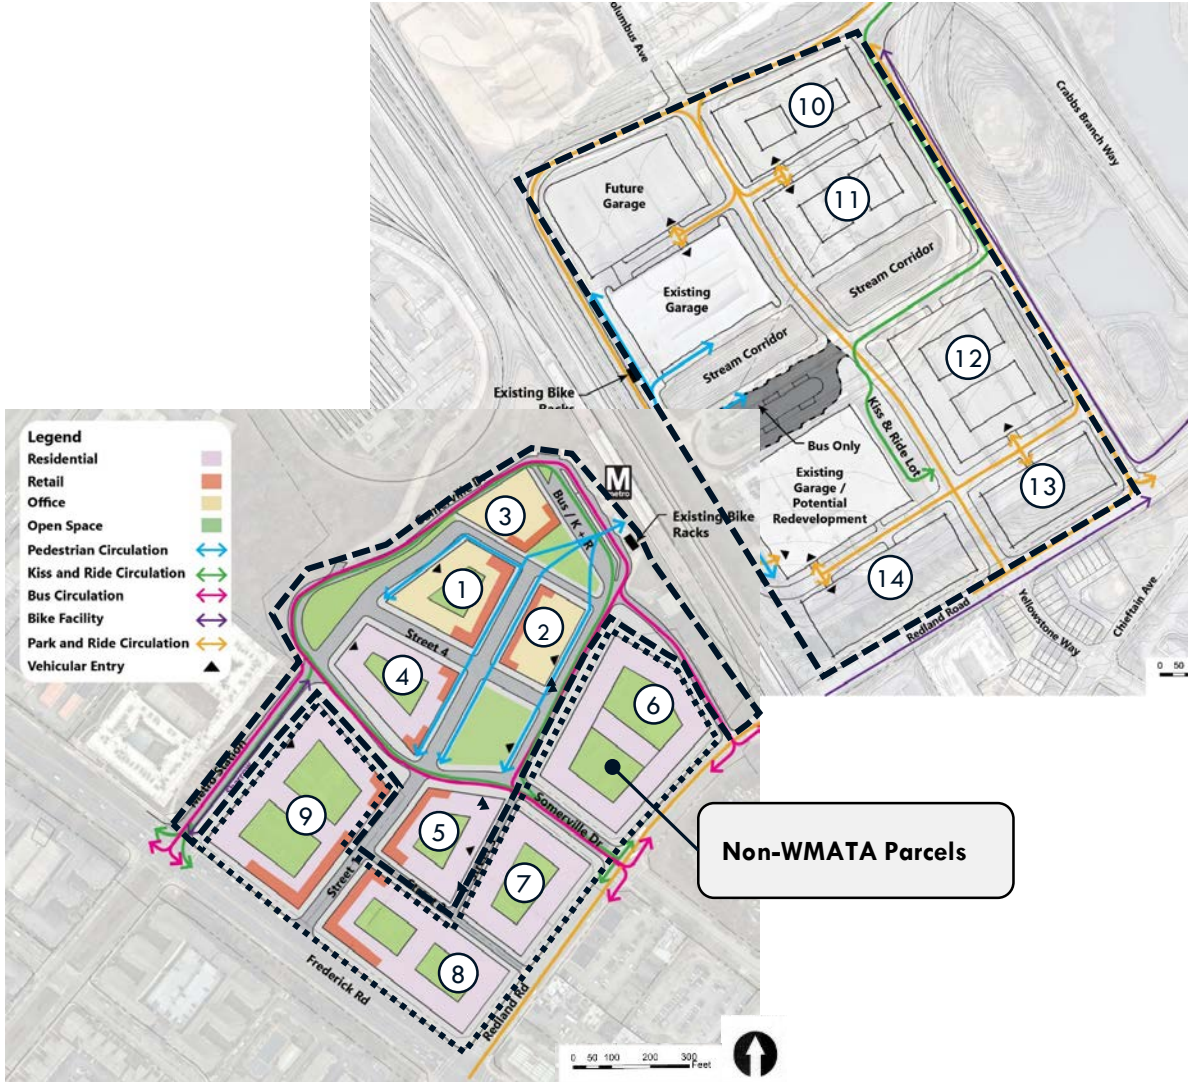 Columbus Ave
10
Crabbs Branch Way
Future
Garage
11
Stream Corridor
Existing
Garage
Stream Corridor
12
Existing Bike
Racks
Kiss & Ride Lot
Bus Only
Existing
Garage /
Potential
Redevelopment
13
14
Redland Road
Yellowstone Way
Chieftain Ave
0 50
Legend
Residential
Retail
Office
Open Space
Pedestrian Circulation
Kiss and Ride Circulation
Bus Circulation
Bike Facility
Park and Ride Circulation
Vehicular Entry
M
metro
Existing Bike
Racks
Bus / K + R
3
1
2
Street 4
4
6
Metro Station
9
5
Somerville Dr
7
Street
8
Frederick Rd
Redland Rd
Non-WMATA Parcels
0 50 100 200 300
Feet